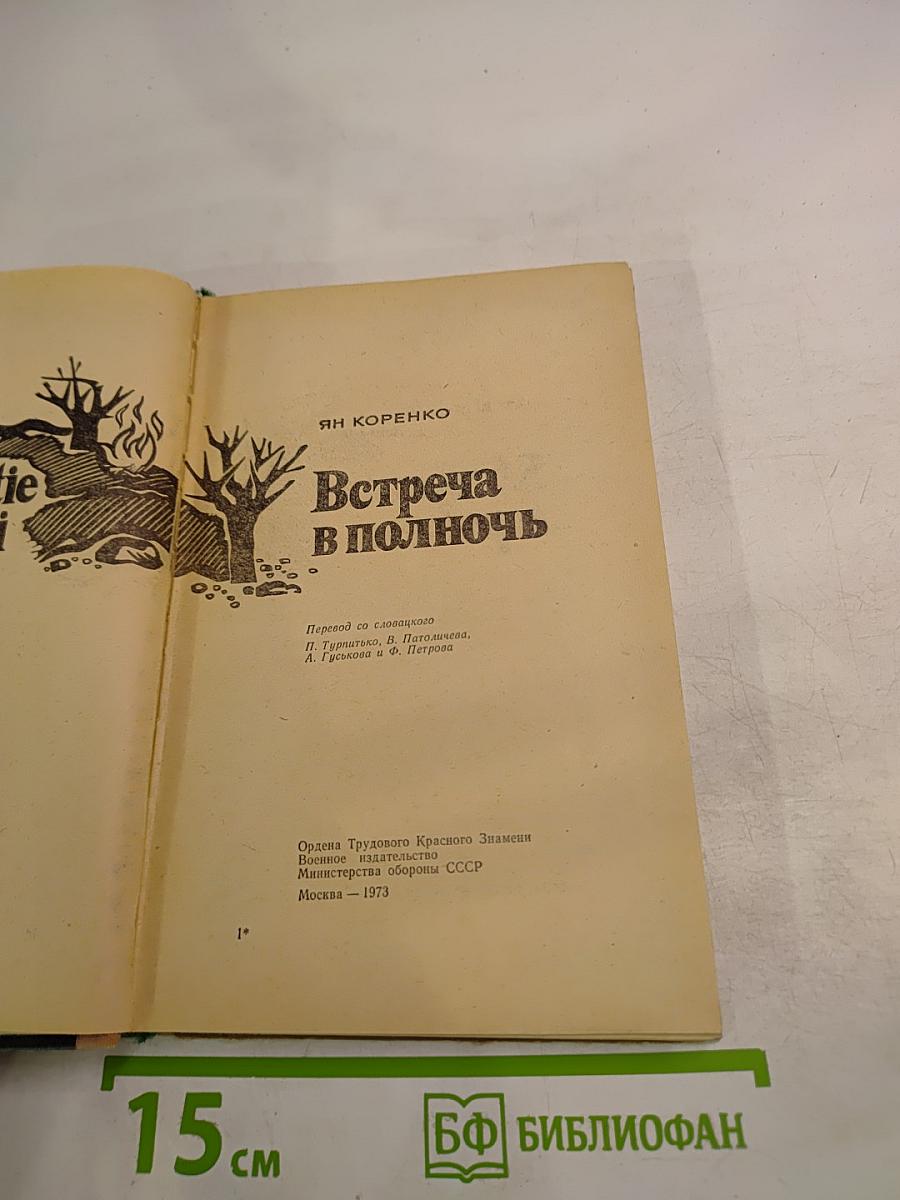 tie
i
ЯН КОРЕНКО
Встреча
в полночь
Перевод со словацкого
П. Турпитько, В. Патоличева,
А. Гуськова и Ф. Петрова
Ордена Трудового Красного Знамени
Военное издательство
Министерства обороны СССР
Москва — 1973
1*
15 см
БФ БИБЛИОФАН